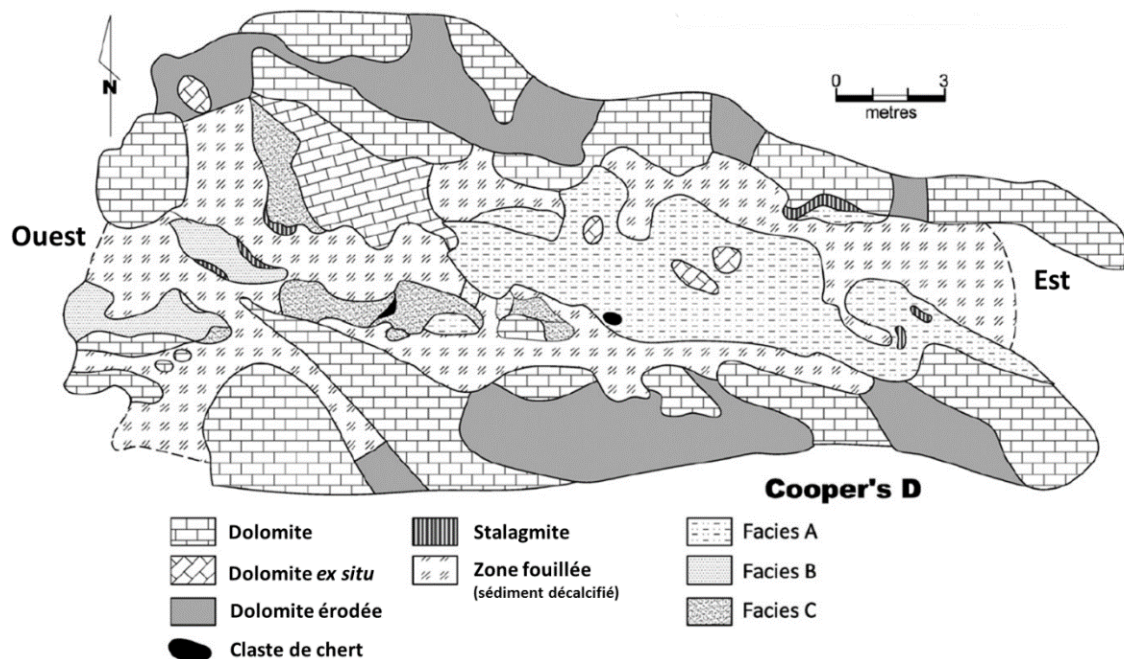 N
0 3
metres
Ouest
Est
Cooper's D
Dolomite
Dolomite ex situ
Dolomite érodée
Claste de chert
Stalagmite
Zone fouillée
(sédiment décalcifié)
Facies A
Facies B
Facies C